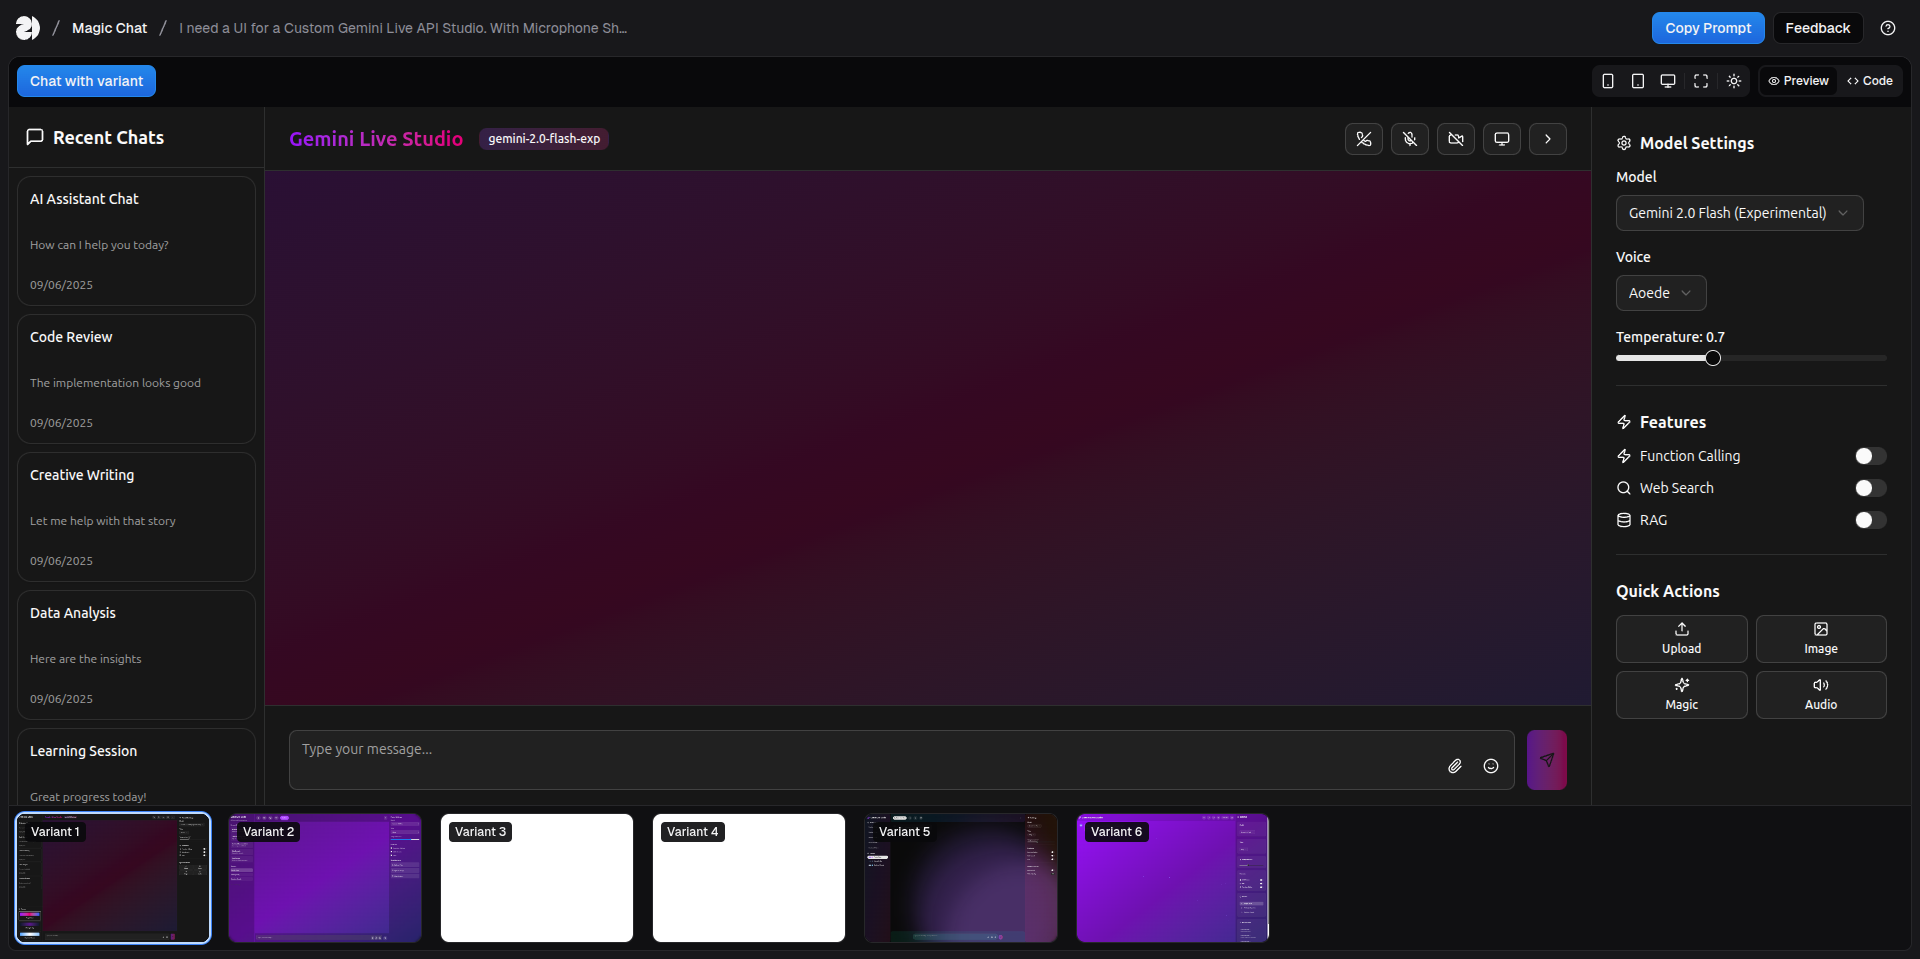 / Magic Chat / I need a UI for a Custom Gemini Live API Studio. With Microphone Sh...
Copy Prompt
Feedback
Chat with variant
Preview
Code
Recent Chats
AI Assistant Chat
How can I help you today?
09/06/2025
Code Review
The implementation looks good
09/06/2025
Creative Writing
Let me help with that story
09/06/2025
Data Analysis
Here are the insights
09/06/2025
Learning Session
Great progress today!
Gemini Live Studio
gemini-2.0-flash-exp
Type your message...
Model Settings
Model
Gemini 2.0 Flash (Experimental)
Voice
Aoede
Temperature: 0.7
Features
Function Calling
Web Search
RAG
Quick Actions
Upload
Image
Magic
Audio
Variant 1
Variant 2
Variant 3
Variant 4
Variant 5
Variant 6